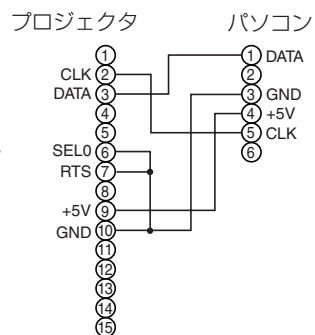 プロジェクタ パソコン
①
CLK ②
DATA ③
④
⑤
SEL0 ⑥
RTS ⑦
⑧
+5V ⑨
GND ⑩
⑪
⑫
⑬
⑭
⑮
① DATA
②
③ GND
④ +5V
⑤ CLK
⑥